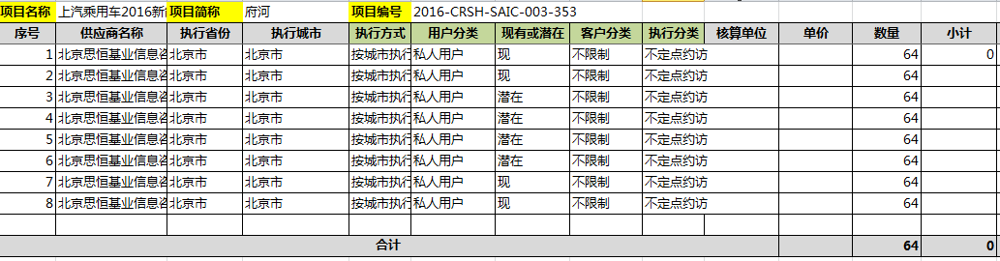 项目名称 上汽乘用车2016新 项目简称 府河 项目编号 2016-CRSH-SAIC-003-353
序号 供应商名称 执行省份 执行城市 执行方式 用户分类 现有或潜在 客户分类 执行分类 核算单位 单价 数量 小计
1 北京思恒基业信息咨 北京市 北京市 按城市执行 私人用户 现 不限制 不定点约访 64 0
2 北京思恒基业信息咨 北京市 北京市 按城市执行 私人用户 现 不限制 不定点约访 64
3 北京思恒基业信息咨 北京市 北京市 按城市执行 私人用户 潜在 不限制 不定点约访 64
4 北京思恒基业信息咨 北京市 北京市 按城市执行 私人用户 潜在 不限制 不定点约访 64
5 北京思恒基业信息咨 北京市 北京市 按城市执行 私人用户 潜在 不限制 不定点约访 64
6 北京思恒基业信息咨 北京市 北京市 按城市执行 私人用户 潜在 不限制 不定点约访 64
7 北京思恒基业信息咨 北京市 北京市 按城市执行 私人用户 现 不限制 不定点约访 64
8 北京思恒基业信息咨 北京市 北京市 按城市执行 私人用户 现 不限制 不定点约访 64
合计 64 0